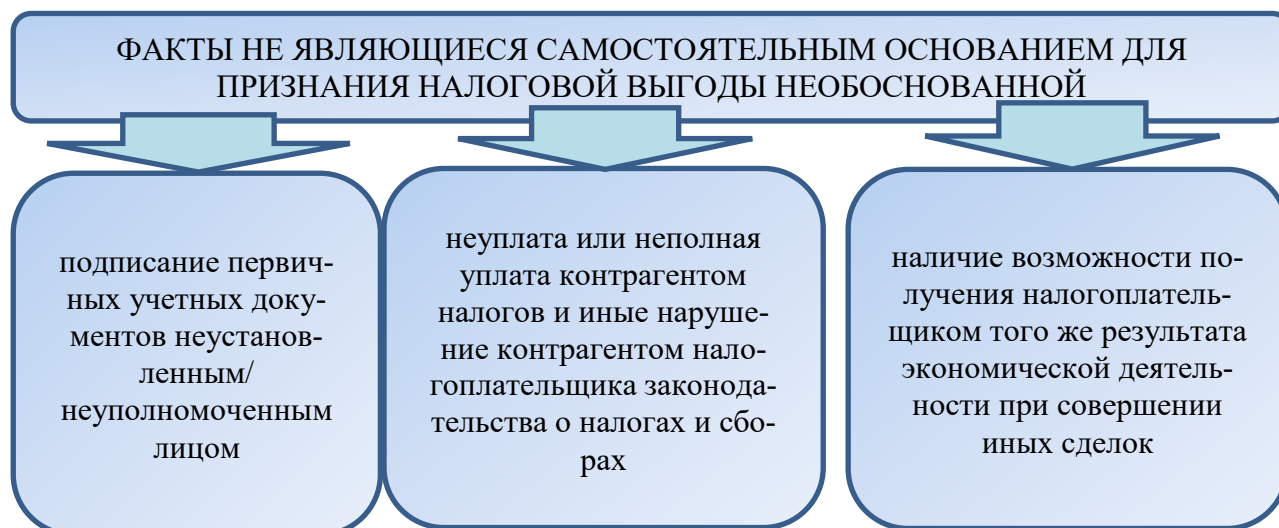 ФАКТЫ НЕ ЯВЛЯЮЩИЕСЯ САМОСТОЯТЕЛЬНЫМ ОСНОВАНИЕМ ДЛЯ
ПРИЗНАНИЯ НАЛОГОВОЙ ВЫГОДЫ НЕОБОСНОВАННОЙ
подписание первич-
ных учетных доку-
ментов неустанов-
ленным/
неуполномоченным
лицом
неуплата или неполная
уплата контрагентом
налогов и иные наруше-
ние контрагентом нало-
гоплательщика законода-
тельства о налогах и сбо-
рах
наличие возможности по-
лучения налогоплатель-
щиком того же результата
экономической деятель-
ности при совершении
иных сделок